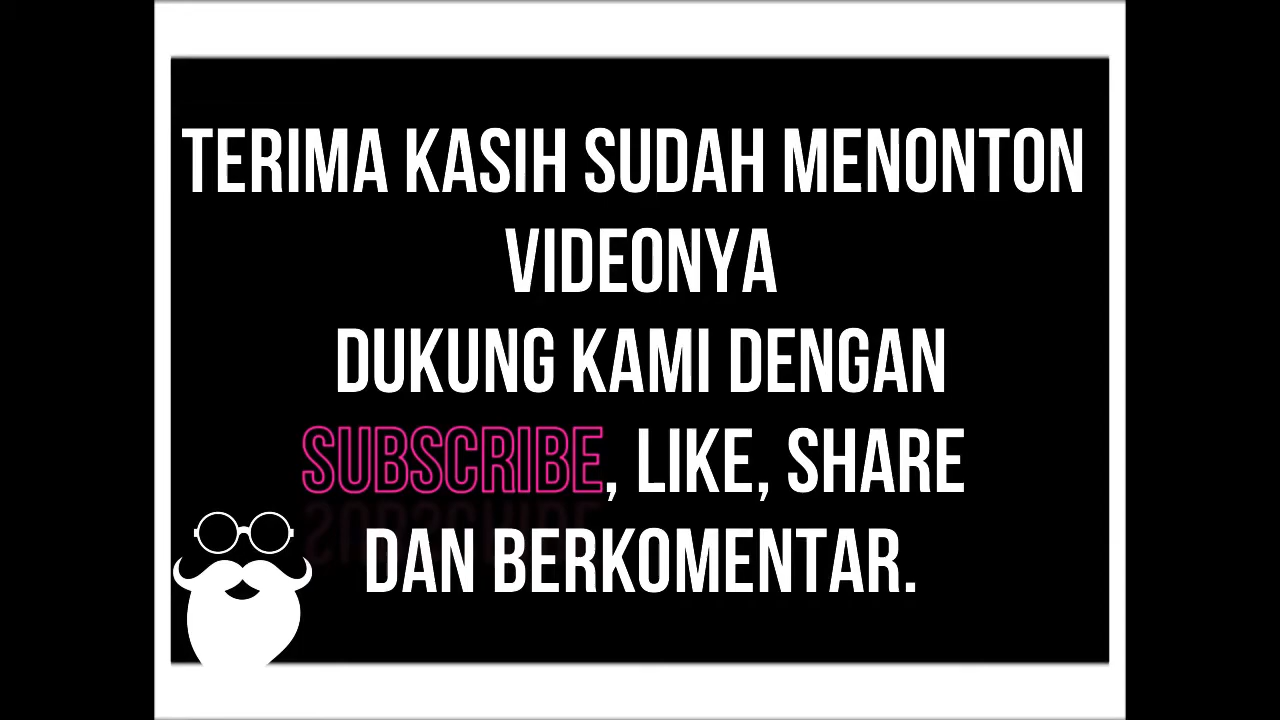 TERIMA KASIH SUDAH MENONTON
VIDEONYA
DUKUNG KAMI DENGAN
SUBSCRIBE, LIKE, SHARE
DAN BERKOMENTAR.